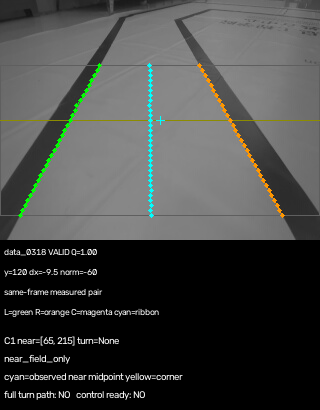 data_0318 VALID Q=1.00
y=120 dx=-9.5 norm=-60
same-frame measured pair
L=green R=orange C=magenta cyan=ribbon
C1 near=[65, 215] turn=None
near_field_only
cyan=observed near midpoint yellow=corner
full turn path: NO control ready: NO